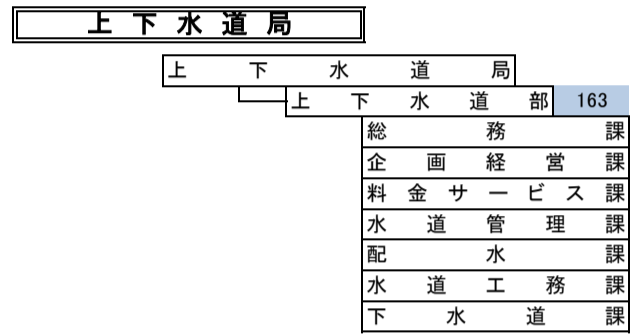 上下水道局
上下水道局
上下水道部 163
総務課
企画経営課
料金サービス課
水道管理課
配水課
水道工務課
下水道課